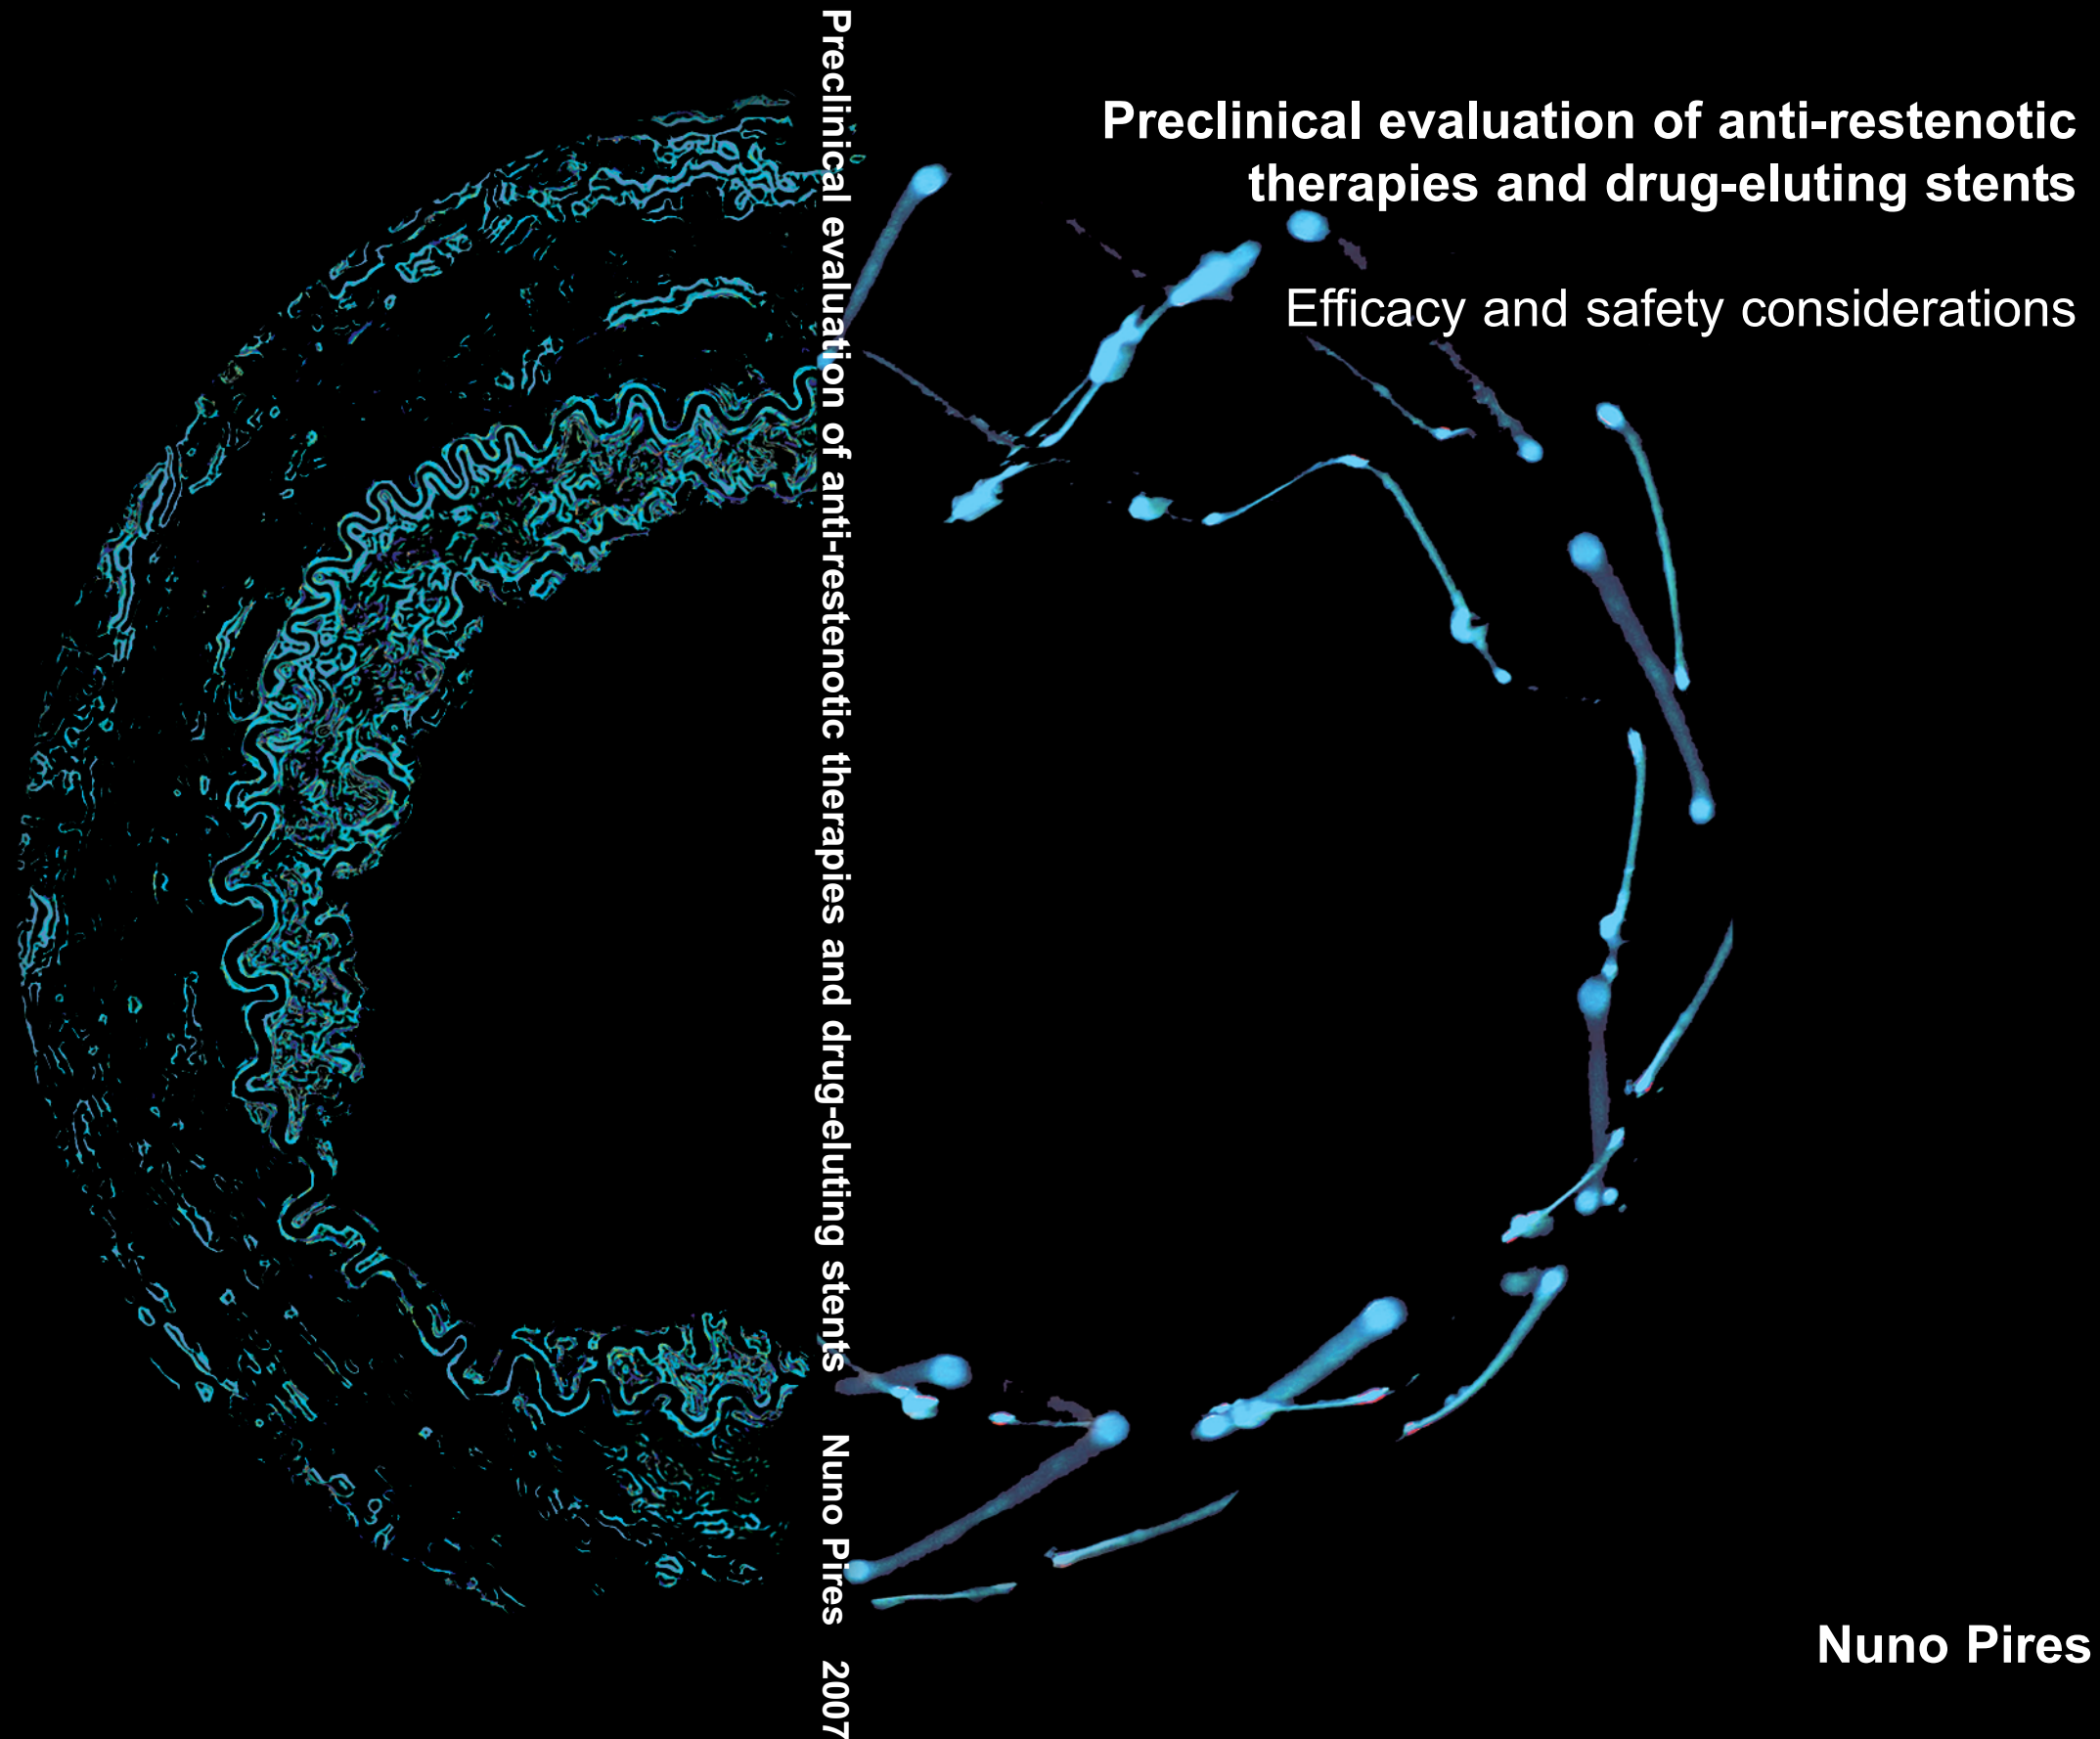 Preclinical evaluation of anti-restenotic therapies and drug-eluting stents Nuno Pires 2007
Preclinical evaluation of anti-restenotic
therapies and drug-eluting stents
Efficacy and safety considerations
Nuno Pires